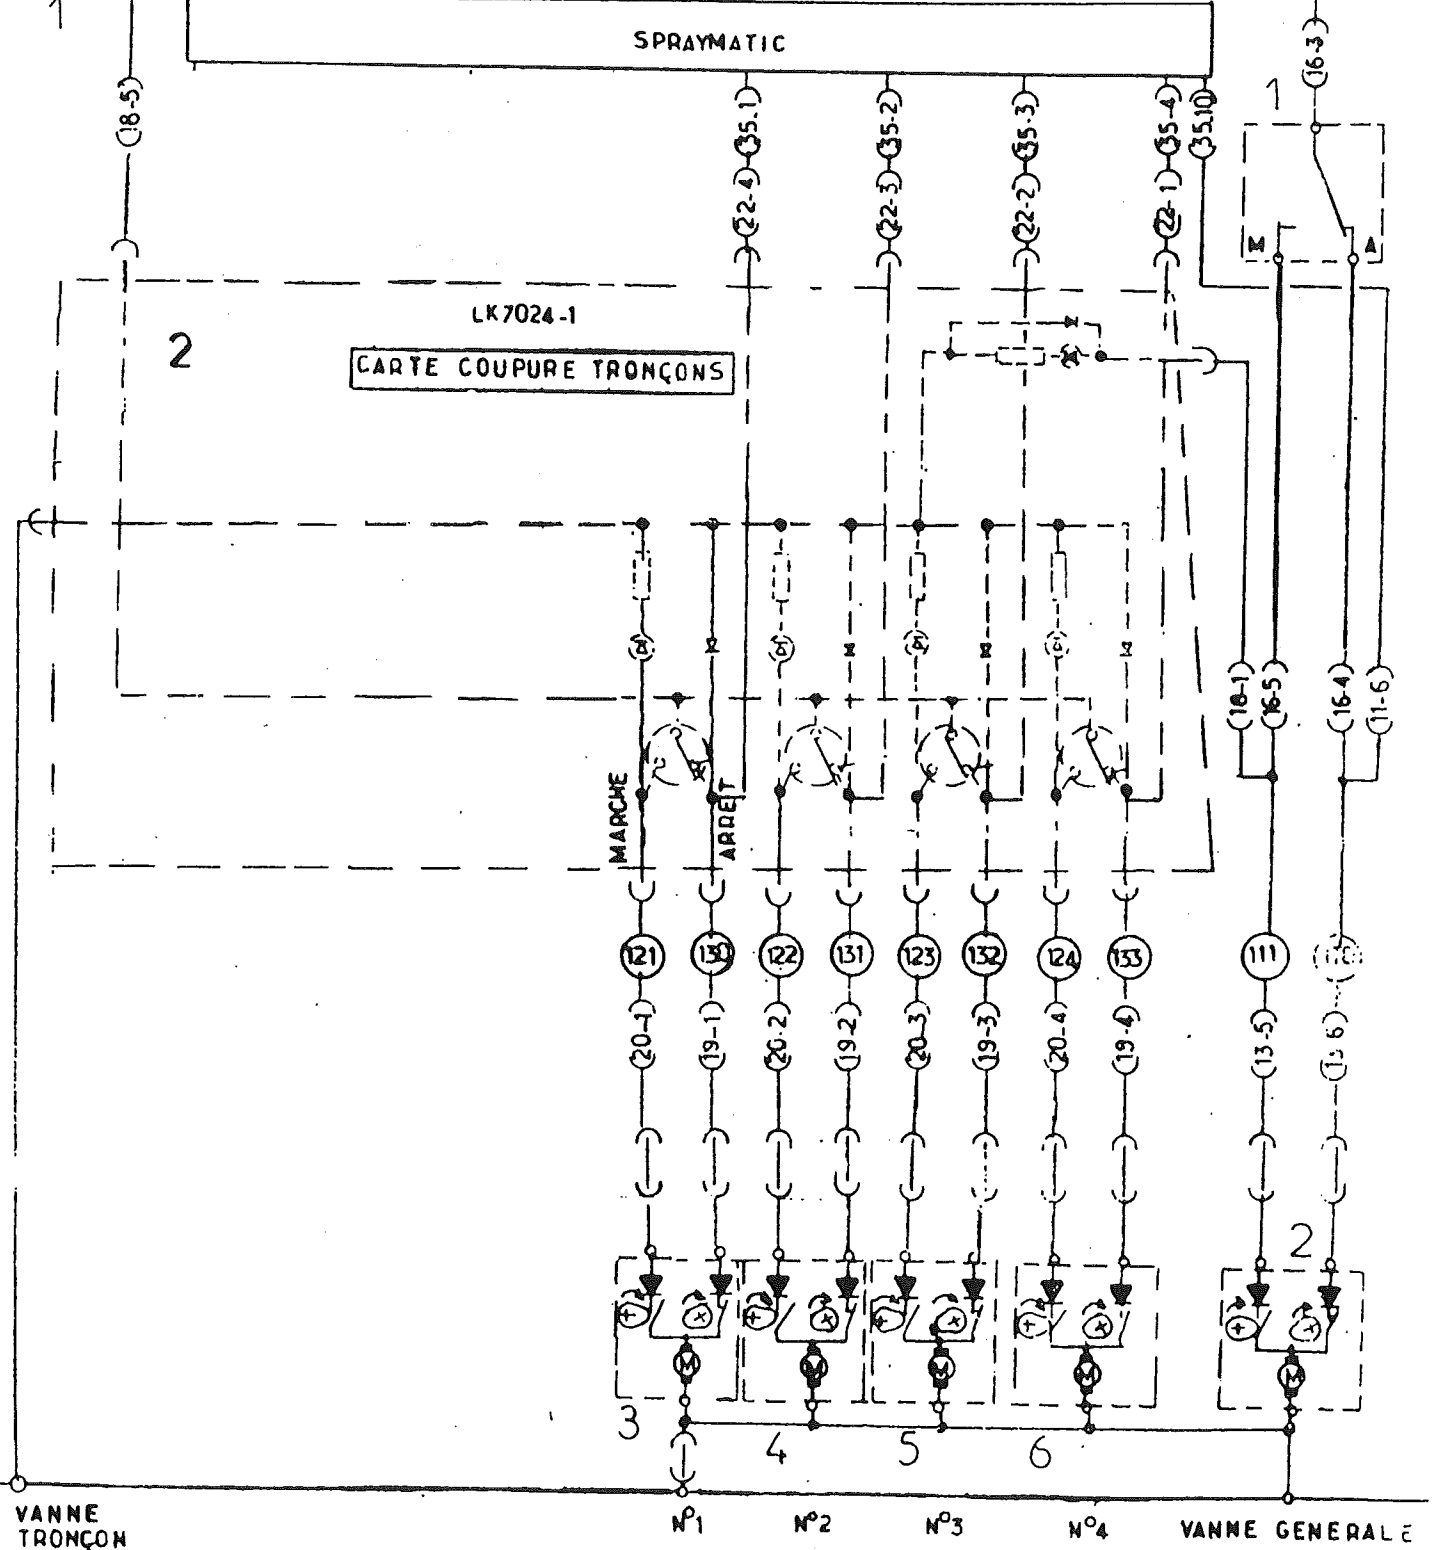 1
SPRAYMATIC
18-5
35.1
35-2
35-3
35-4
35.10
16-3
1
22-4
22-3
22-2
22-1
M
A
LK7024-1
2
CARTE COUPURE TRONÇONS
18-1
16-5
16-4
11-6
MARCHE
ARRET
121
130
122
131
123
132
124
133
111
20-1
19-1
20-2
19-2
20-3
19-3
20-4
19-4
13-5
2
+
+
+
+
+
+
+
+
+
+
M
M
M
M
M
3
4
5
6
VANNE
TRONÇON
N°1
N°2
N°3
N°4
VANNE GENERALE